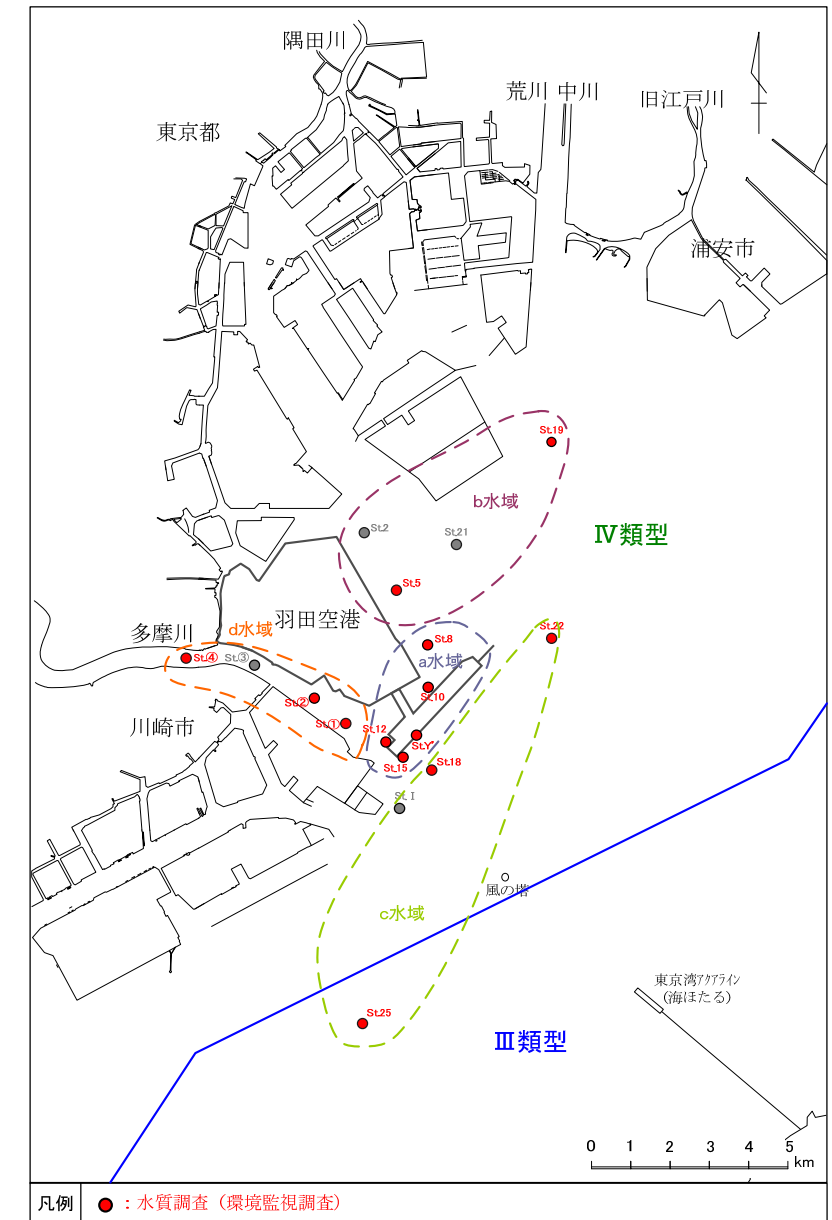 隅田川
荒川 中川
旧江戸川
東京都
浦安市
St.19
b水域
St.2
St.21
Ⅳ類型
St.5
羽田空港
多摩川
d水域
St.22
St.8
a水域
St.④
St.③
St.10
St.②
川崎市
St.①
St.12
St.Y'
St.15
St.18
St.Ⅰ
風の塔
c水域
東京湾アクアライン
(海ほたる)
St.25
Ⅲ類型
0 1 2 3 4 5
km
凡例 ：水質調査（環境監視調査）